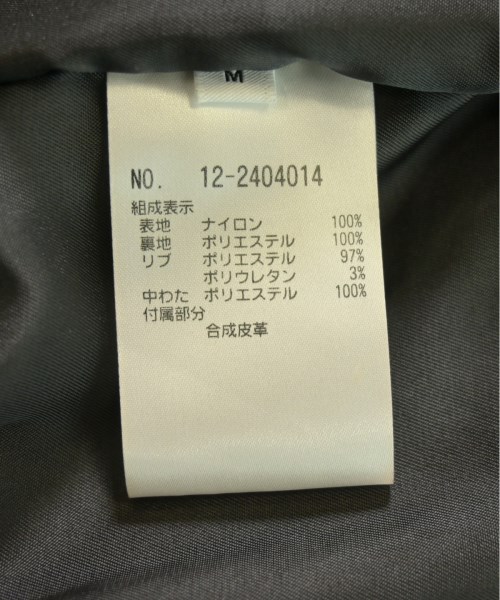 M
NO. 12-2404014
組成表示
表地 ナイロン 100%
裏地 ポリエステル 100%
リブ ポリエステル 97%
ポリウレタン 3%
中わた ポリエステル 100%
付属部分
合成皮革